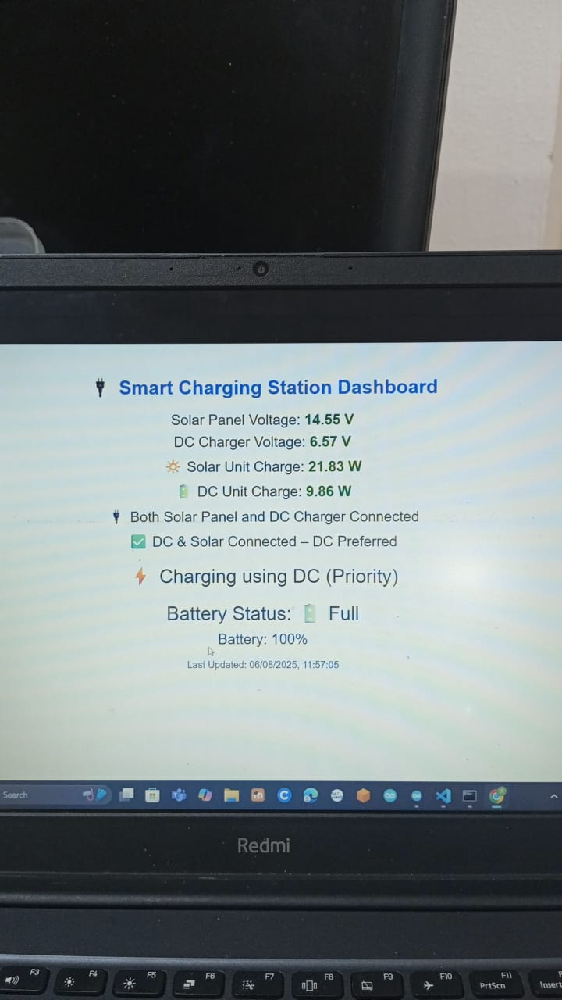 Smart Charging Station Dashboard
Solar Panel Voltage: 14.55 V
DC Charger Voltage: 6.57 V
Solar Unit Charge: 21.83 W
DC Unit Charge: 9.86 W
Both Solar Panel and DC Charger Connected
DC & Solar Connected – DC Preferred
Charging using DC (Priority)
Battery Status: Full
Battery: 100%
Last Updated: 06/08/2025, 11:57:05
Search
Redmi
F3 F4 F5 F6 F7 F8 F9 F10 F11
PrtScn